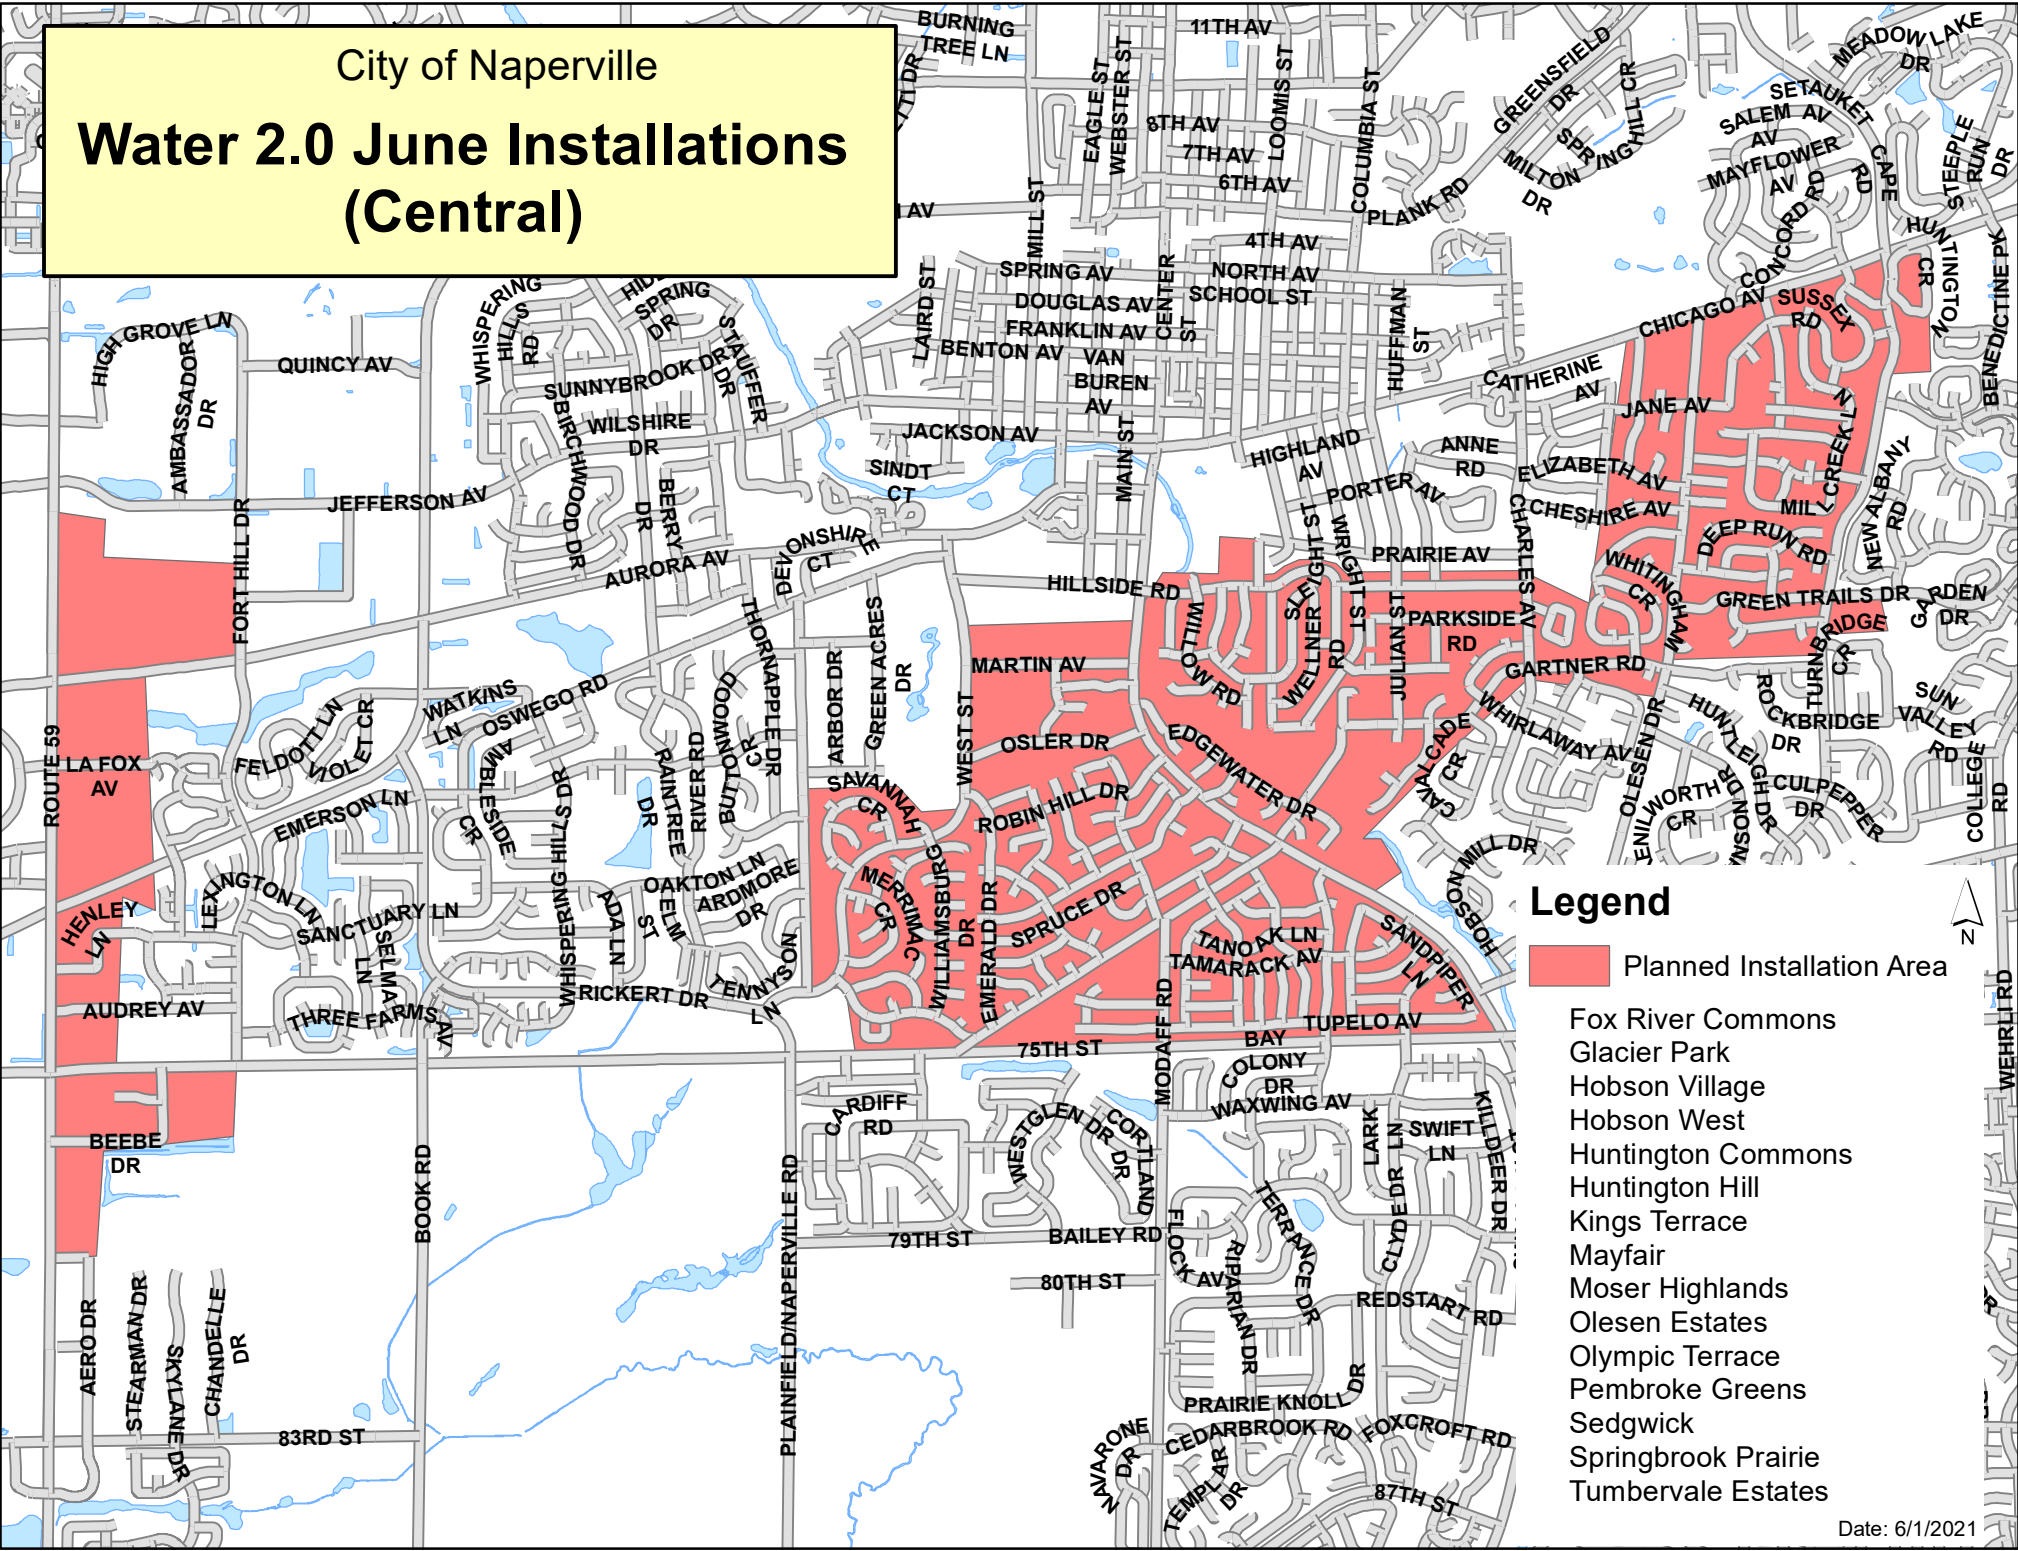 City of Naperville
Water 2.0 June Installations
(Central)
BURNING
TREE LN
11TH AV
EAGLE ST
WEBSTER ST
LOOMIS ST
COLUMBIA ST
8TH AV
7TH AV
6TH AV
MILL ST
PLANK RD
GREENSFIELD
DR
SPRINGHILL CR
MILTON
DR
MEADOW LAKE
DR
SETAUKET
SALEM AV
AV
MAYFLOWER
AV
RD
CAPE
STEEPLE
RUN
DR
CONCORD RD
HUNTINGTON
CR
BENEDICTINE PK
4TH AV
SPRING AV
NORTH AV
DOUGLAS AV
SCHOOL ST
CENTER
ST
FRANKLIN AV
BENTON AV
VAN
BUREN
AV
LAIRD ST
HUFFMAN
ST
CHICAGO AV
SUSSEX
RD
CATHERINE
AV
JANE AV
HIGH GROVE LN
AMBASSADOR
DR
QUINCY AV
WHISPERING
HILLS
RD
SPRING
DR
STAUFFER
DR
SUNNYBROOK DR
BIRCHWOOD DR
WILSHIRE
DR
JACKSON AV
SINDT
CT
MAIN ST
HIGHLAND
AV
ANNE
RD
PORTER AV
ELIZABETH AV
CHESHIRE AV
MILL CREEK LN
NEW ALBANY
RD
JEFFERSON AV
FORT HILL DR
BERRY
DR
AURORA AV
DEVONSHIRE
CT
HILLSIDE RD
SLEIGHT ST
WRIGHT ST
PRAIRIE AV
CHARLES AV
DEEP RUN RD
WHITINGHAM
CR
GREEN TRAILS DR
GARDEN
DR
TURNBRIDGE
CR
THORNAPPLE DR
ARBOR DR
GREEN ACRES
DR
MARTIN AV
WILLOW RD
WELLNER
RD
JULIAN ST
PARKSIDE
RD
GARTNER RD
ROUTE 59
LA FOX
AV
FELDOTT LN
VIOLET CR
WATKINS
LN
OSWEGO RD
AMBLESIDE
CR
EMERSON LN
RAINTREE
DR
RIVER RD
BUTTONWOOD
CR
WEST ST
OSLER DR
EDGEWATER DR
CAVALCADE
CR
WHIRLAWAY AV
OLESEN DR
HUNTLEIGH DR
ROCKBRIDGE
DR
SUN
VALLEY
RD
COLLEGE
RD
CULPEPPER
DR
CR
SAVANNAH
CR
ROBIN HILL DR
HOBSON MILL DR
HENLEY
LN
LEXINGTON LN
SANCTUARY LN
SELMA
LN
WHISPERING HILLS DR
ADA LN
OAKTON LN
ARDMORE
DR
ELM
ST
TENNYSON
LN
MERRIMAC
CR
WILLIAMSBURG
DR
EMERALD DR
SPRUCE DR
TANOAK LN
TAMARACK AV
SANDPIPER
LN
TUPELO AV
AUDREY AV
THREE FARMS AV
RICKERT DR
75TH ST
MODAFF RD
BAY
COLONY
DR
WAXWING AV
KILLDEER DR
SWIFT
LN
LARK
LN
CLYDE DR
BEEBE
DR
BOOK RD
PLAINFIELD/NAPERVILLE RD
CARDIFF
RD
WESTGLEN DR
CORTLAND
DR
79TH ST
BAILEY RD
80TH ST
FLOCK AV
TERRANCE DR
RIPARIAN DR
REDSTART RD
AERO DR
STEARMAN DR
SKYLANE DR
CHANDELLE
DR
83RD ST
PRAIRIE KNOLL
DR
CEDARBROOK RD
FOXCROFT RD
NAVARONE
DR
TEMPLAR
DR
87TH ST
WEHRLI RD
Legend
N
Planned Installation Area
Fox River Commons
Glacier Park
Hobson Village
Hobson West
Huntington Commons
Huntington Hill
Kings Terrace
Mayfair
Moser Highlands
Olesen Estates
Olympic Terrace
Pembroke Greens
Sedgwick
Springbrook Prairie
Tumbervale Estates
Date: 6/1/2021